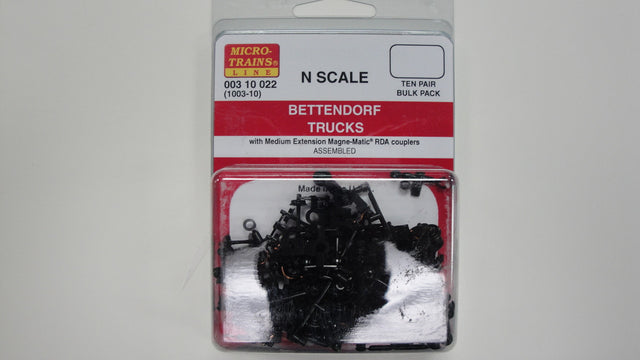 MICRO-
TRAINS®
LINE
003 10 022
(1003-10)
N SCALE
TEN PAIR
BULK PACK
BETTENDORF
TRUCKS
with Medium Extension Magne-Matic® RDA couplers
ASSEMBLED
Made